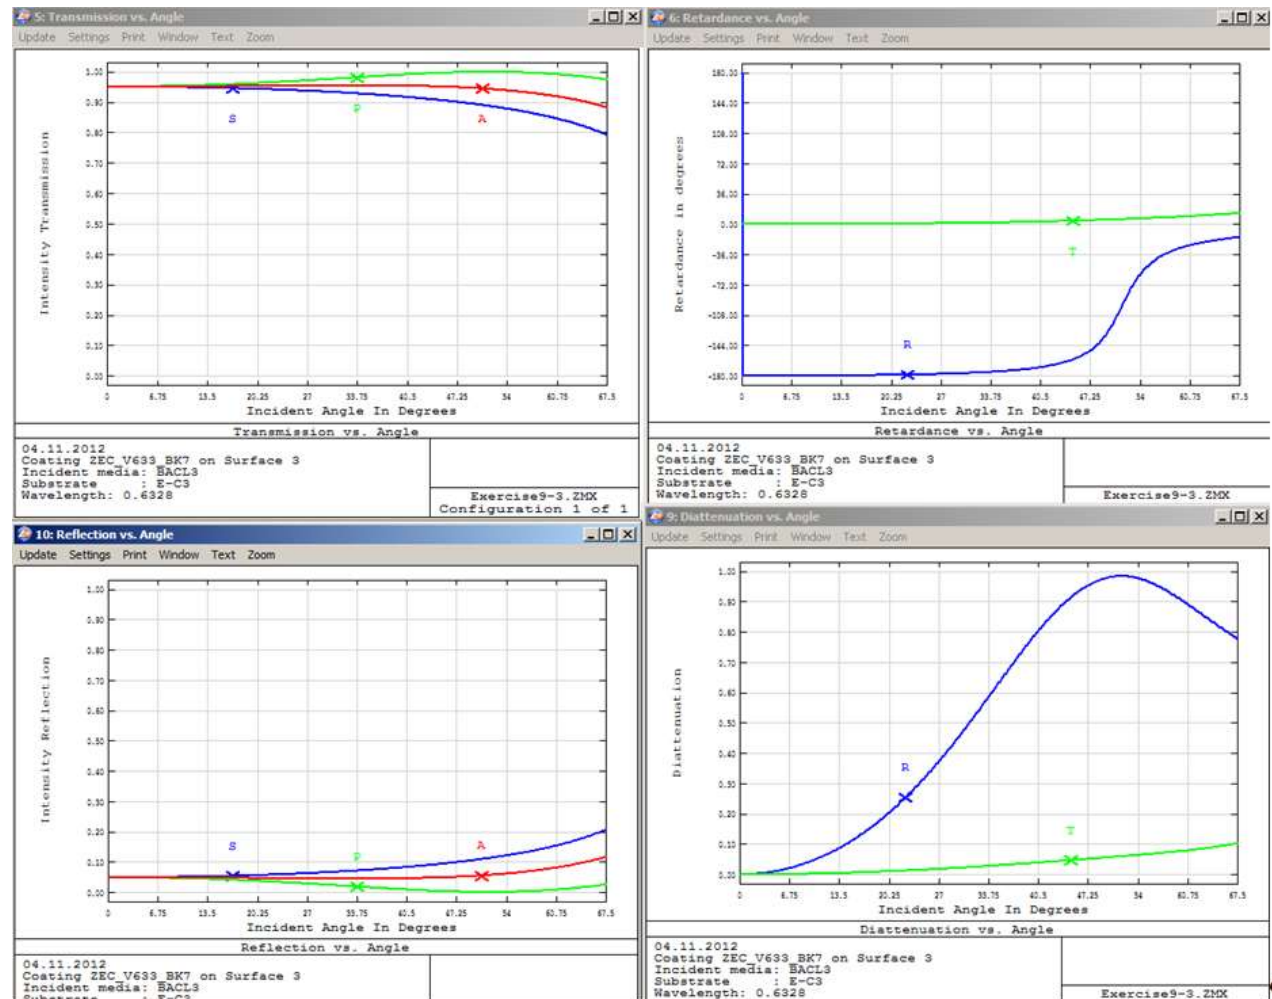 5: Transmission vs. Angle
Update Settings Print Window Text Zoom
1.00
0.90
0.80
0.70
0.60
0.50
0.40
0.30
0.20
0.10
0.00
Intensity Transmission
S
P
A
0 6.75 13.5 20.25 27 33.75 40.5 47.25 54 60.75 67.5
Incident Angle In Degrees
Transmission vs. Angle
04.11.2012
Coating ZEC_V633_BK7 on Surface 3
Incident media: BACL3
Substrate : E-C3
Wavelength: 0.6328
Exercise9-3.ZMX
Configuration 1 of 1
6: Retardance vs. Angle
Update Settings Print Window Text Zoom
180.00
144.00
108.00
72.00
36.00
0.00
-36.00
-72.00
-108.00
-144.00
-180.00
Retardance in degrees
T
R
0 6.75 13.5 20.25 27 33.75 40.5 47.25 54 60.75 67.5
Incident Angle In Degrees
Retardance vs. Angle
04.11.2012
Coating ZEC_V633_BK7 on Surface 3
Incident media: BACL3
Substrate : E-C3
Wavelength: 0.6328
Exercise9-3.ZMX
10: Reflection vs. Angle
Update Settings Print Window Text Zoom
1.00
0.90
0.80
0.70
0.60
0.50
0.40
0.30
0.20
0.10
0.00
Intensity Reflection
S
P
A
0 6.75 13.5 20.25 27 33.75 40.5 47.25 54 60.75 67.5
Incident Angle In Degrees
Reflection vs. Angle
04.11.2012
Coating ZEC_V633_BK7 on Surface 3
Incident media: BACL3
Substrate : E-C3
9: Diattenuation vs. Angle
Update Settings Print Window Text Zoom
1.00
0.90
0.80
0.70
0.60
0.50
0.40
0.30
0.20
0.10
0.00
Diattenuation
R
T
0 6.75 13.5 20.25 27 33.75 40.5 47.25 54 60.75 67.5
Incident Angle In Degrees
Diattenuation vs. Angle
04.11.2012
Coating ZEC_V633_BK7 on Surface 3
Incident media: BACL3
Substrate : E-C3
Wavelength: 0.6328
Exercise9-3.ZMX